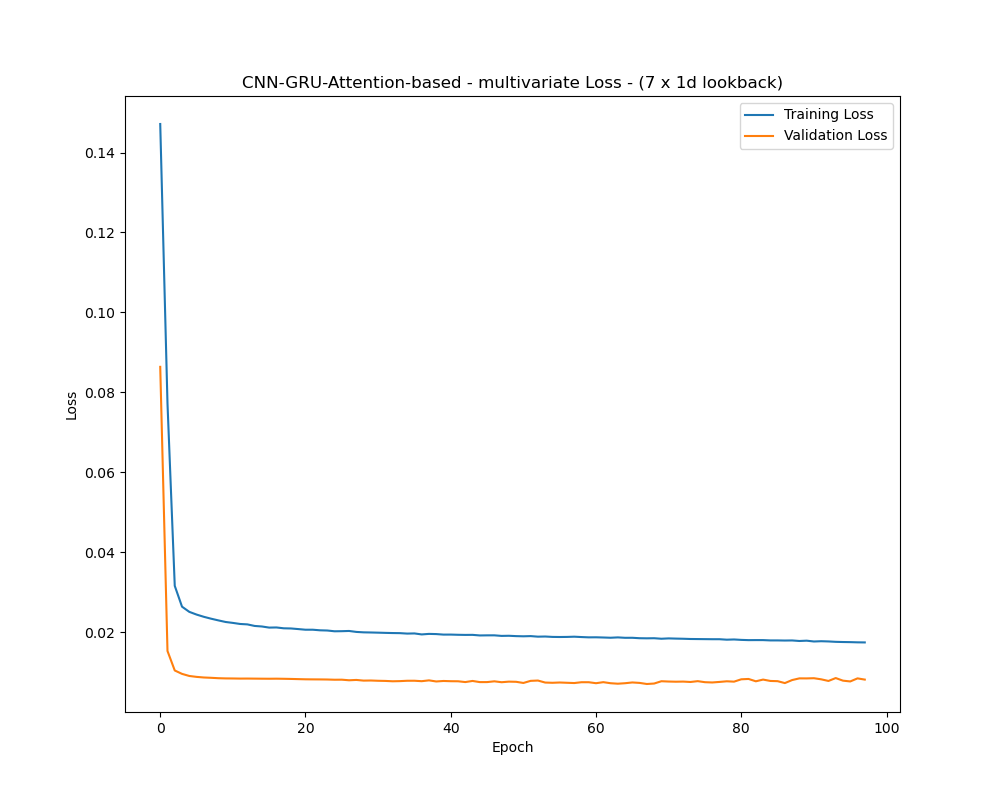 CNN-GRU-Attention-based - multivariate Loss - (7 x 1d lookback)
Training Loss
Validation Loss
0.14
0.12
0.10
0.08
0.06
0.04
0.02
Loss
0 20 40 60 80 100
Epoch